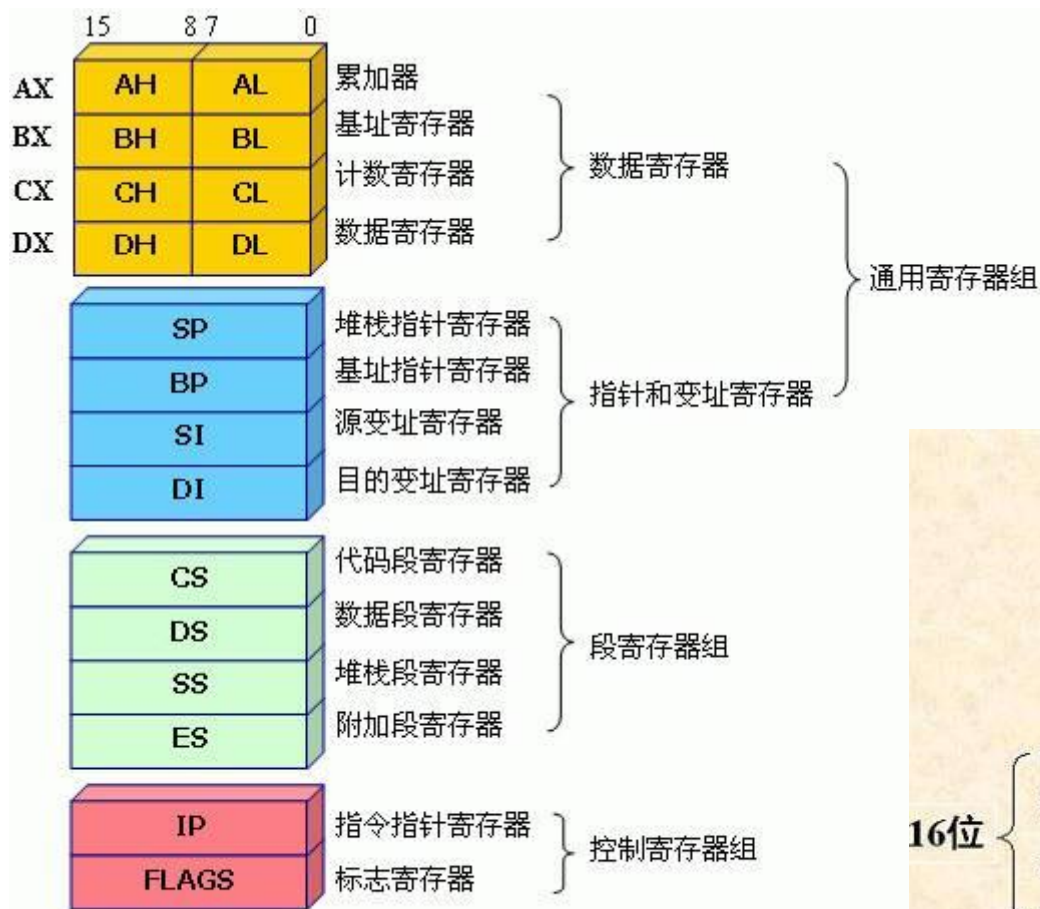 15 8 7 0
AX AH AL 累加器
BX BH BL 基址寄存器
CX CH CL 计数寄存器
DX DH DL 数据寄存器
数据寄存器
SP 堆栈指针寄存器
BP 基址指针寄存器
SI 源变址寄存器
DI 目的变址寄存器
指针和变址寄存器
通用寄存器组
CS 代码段寄存器
DS 数据段寄存器
SS 堆栈段寄存器
ES 附加段寄存器
段寄存器组
IP 指令指针寄存器
FLAGS 标志寄存器
控制寄存器组
16位